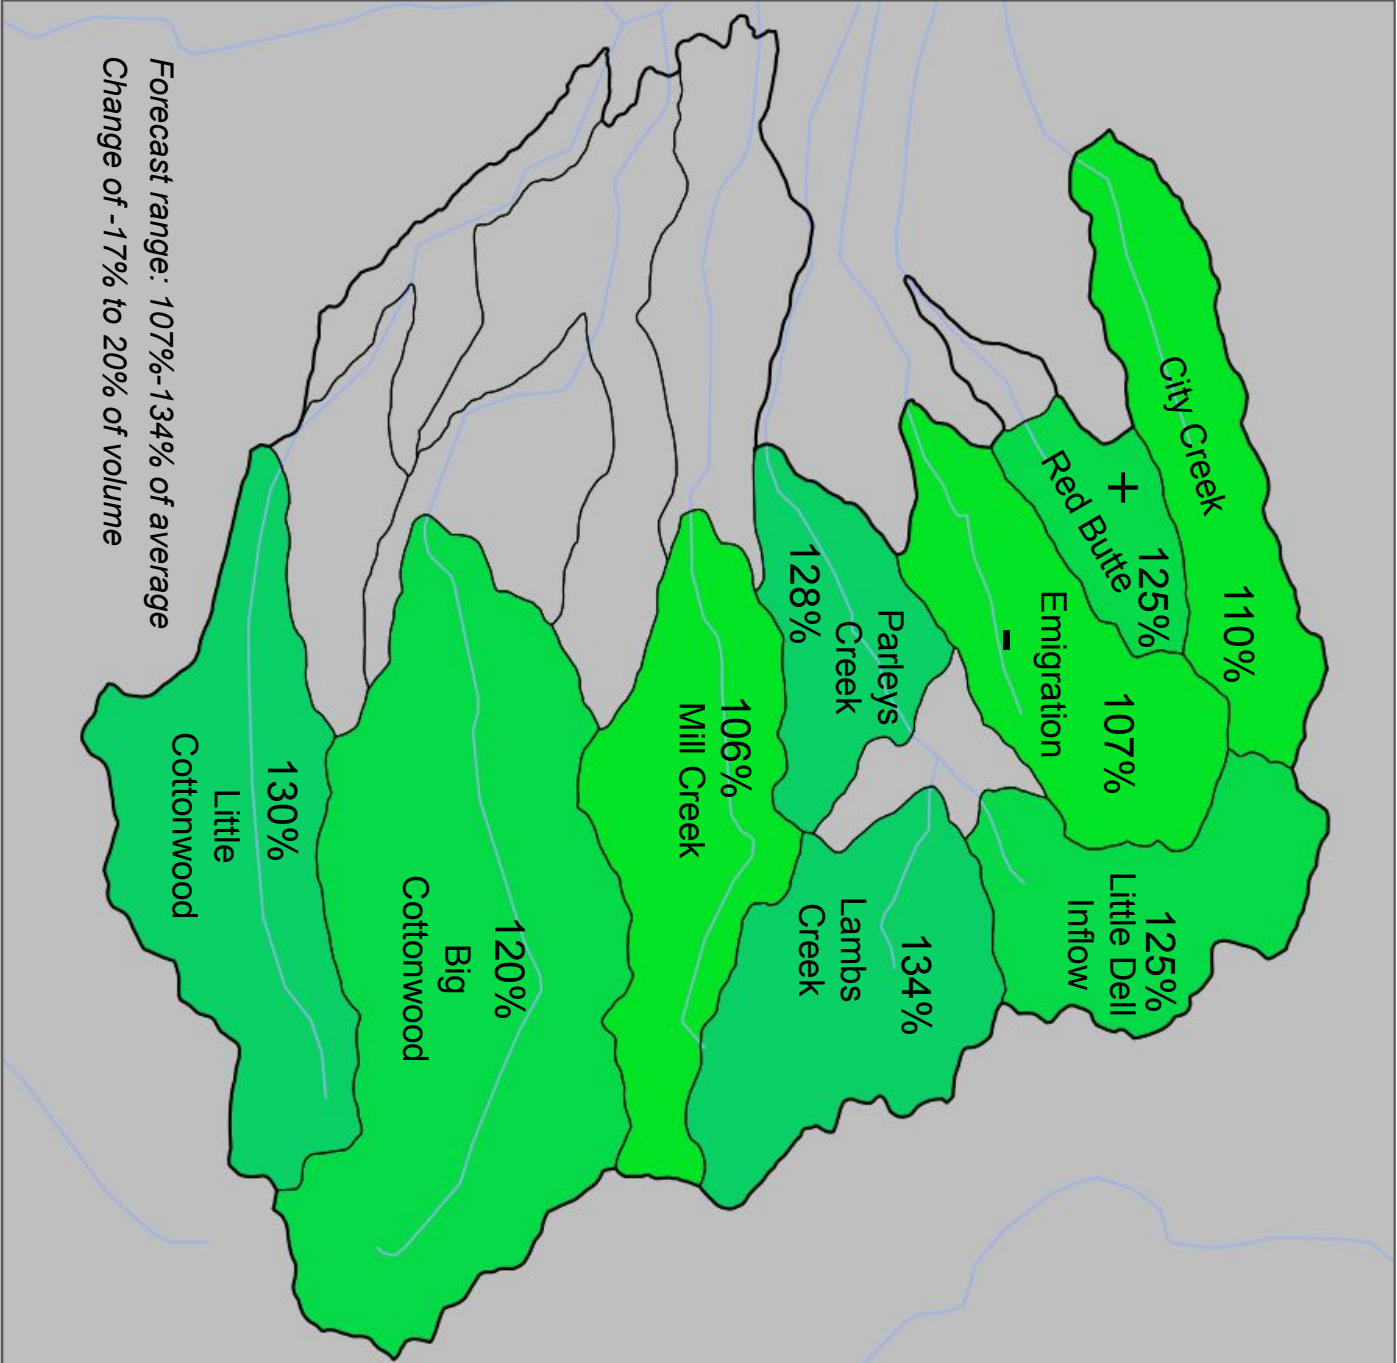 City Creek
110%
+
Red Butte
125%
Emigration
-
107%
Parleys
Creek
128%
Little Dell
Inflow
125%
Lambs
Creek
134%
106%
Mill Creek
120%
Big
Cottonwood
130%
Little
Cottonwood
Forecast range: 107%-134% of average
Change of -17% to 20% of volume